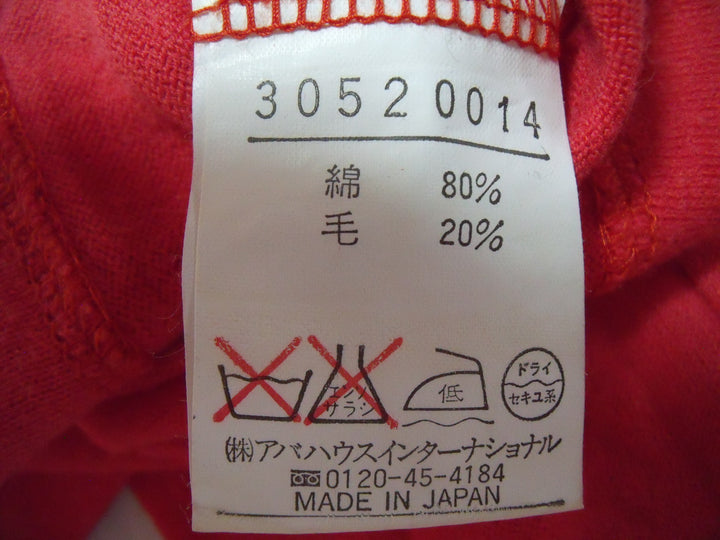 30520014
綿 80%
毛 20%
エンソ
サラシ
低
ドライ
セキユ系
(株)アバハウスインターナショナル
0120-45-4184
MADE IN JAPAN